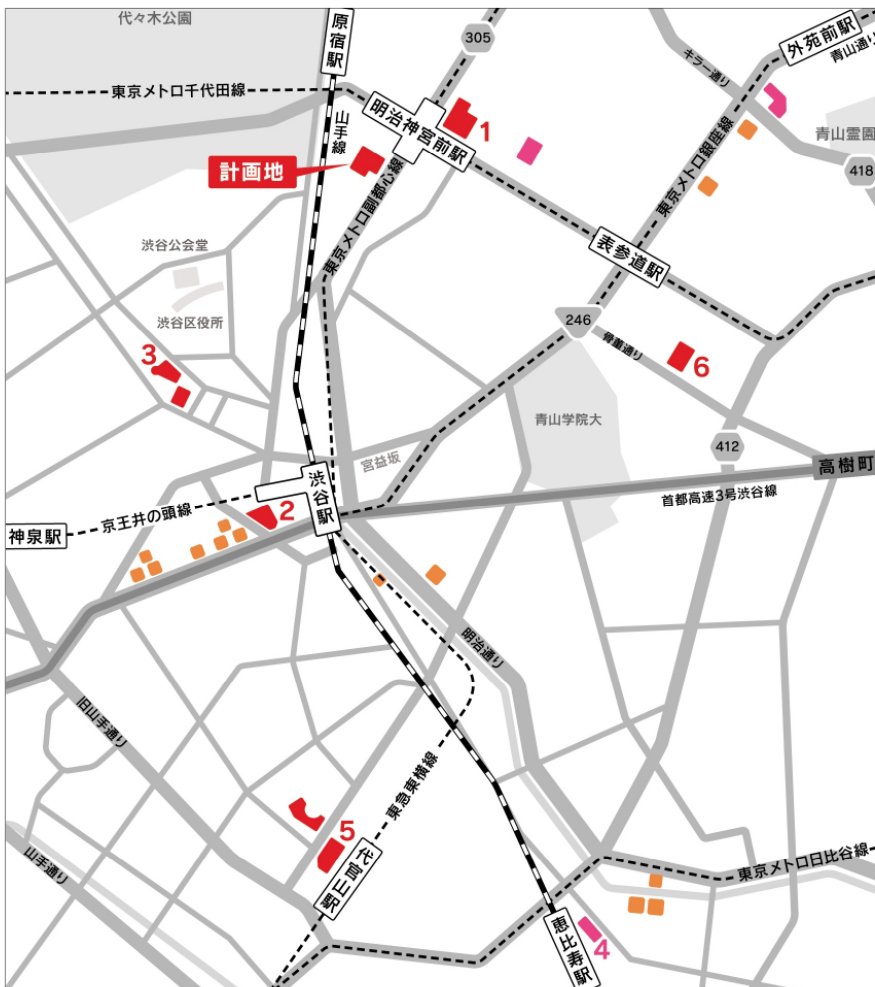 代々木公園
原宿駅
305
外苑前駅
青山通り
キラー通り
東京メトロ千代田線
明治神宮前駅
1
山手線
計画地
東京メトロ副都心線
東京メトロ銀座線
青山霊園
418
渋谷公会堂
渋谷区役所
表参道駅
246
骨董通り
6
3
青山学院大
412
宮益坂
高樹町
首都高速3号渋谷線
渋谷駅
京王井の頭線
神泉駅
2
明治通り
旧山手通り
東急東横線
5
代官山駅
山手通り
東京メトロ日比谷線
恵比寿駅
4